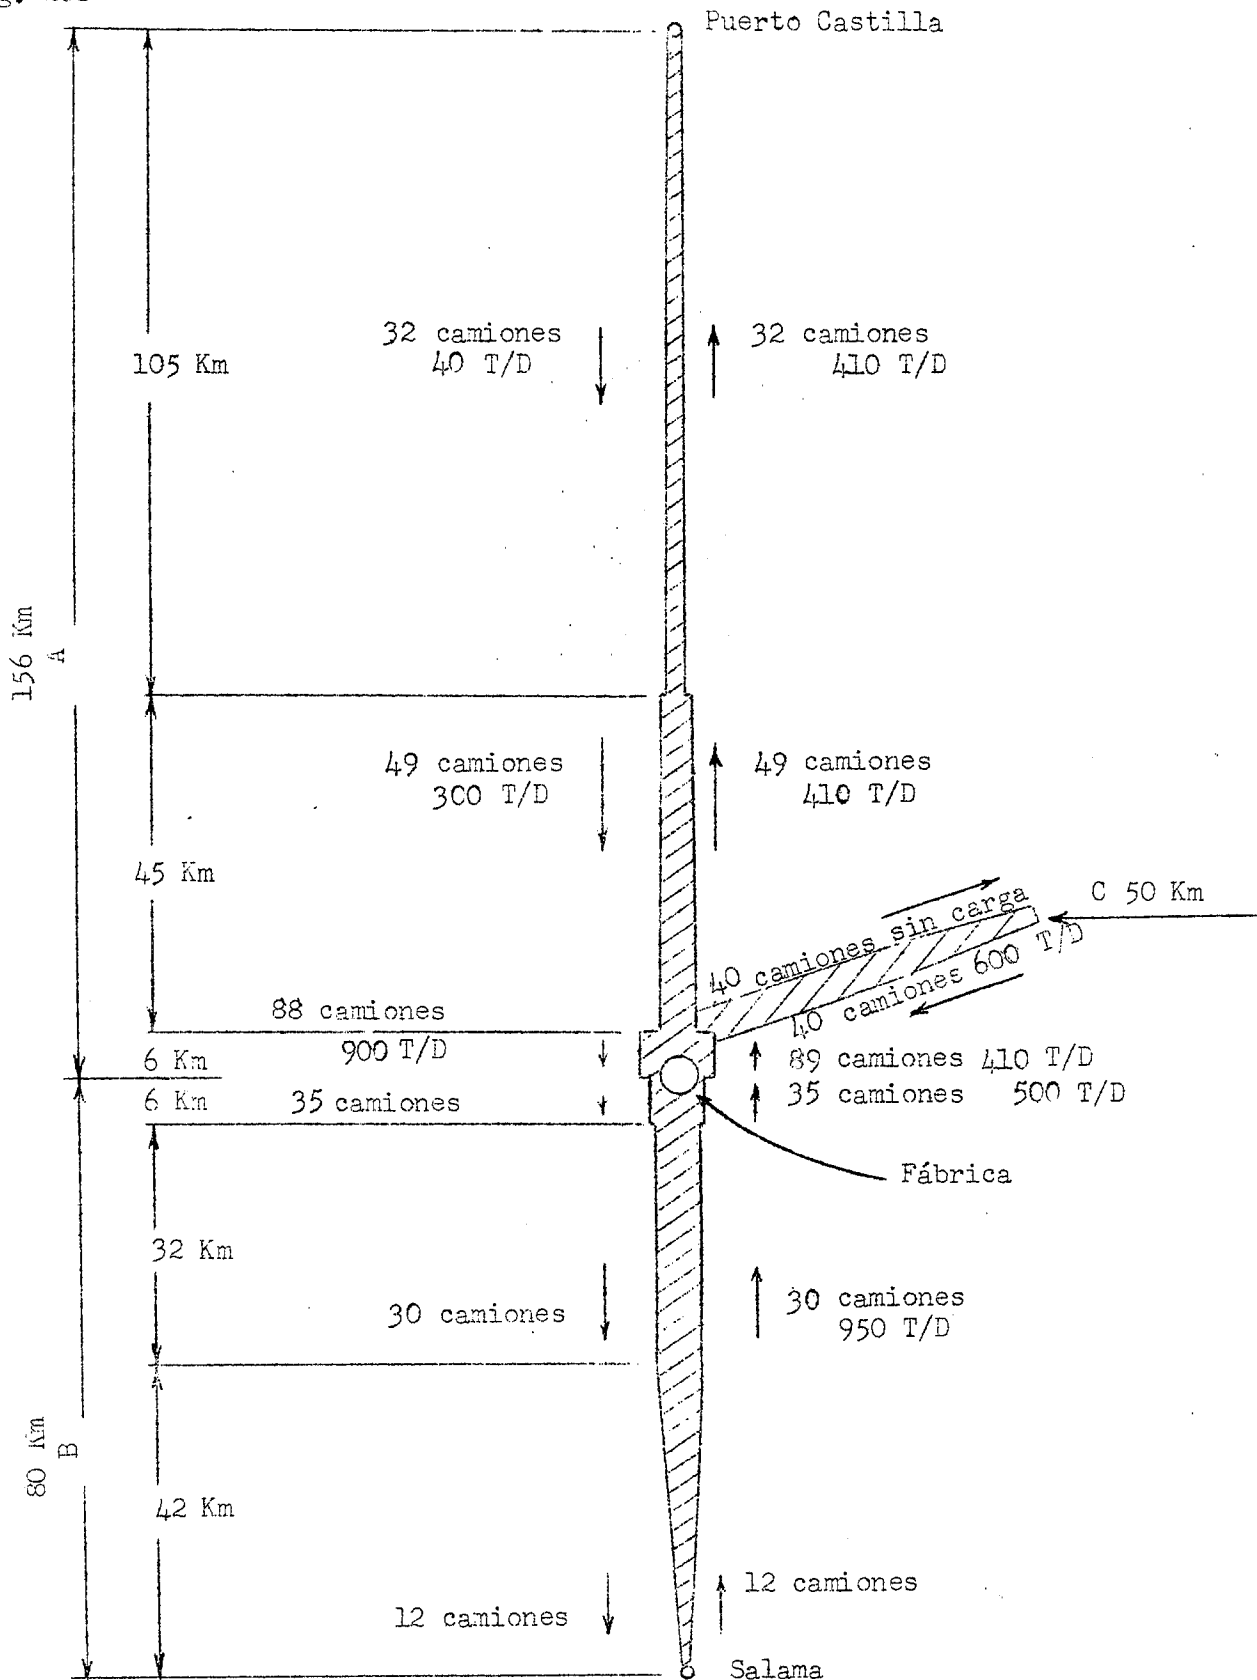 Puerto Castilla
32 camiones
40 T/D
32 camiones
410 T/D
105 Km
156 Km
A
49 camiones
300 T/D
49 camiones
410 T/D
45 Km
C 50 Km
40 camiones sin carga
40 camiones 600 T/D
88 camiones
900 T/D
6 Km
89 camiones 410 T/D
6 Km
35 camiones
35 camiones 500 T/D
Fábrica
32 Km
30 camiones
30 camiones
950 T/D
80 Km
B
42 Km
12 camiones
12 camiones
Salama